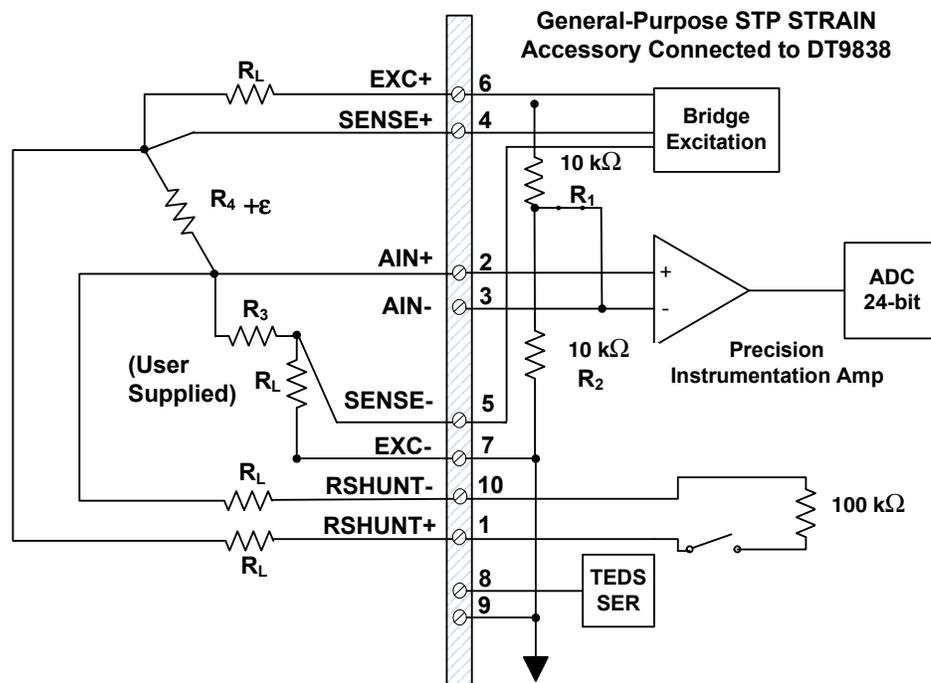 General-Purpose STP STRAIN
Accessory Connected to DT9838
RL
EXC+
6
SENSE+
4
Bridge
Excitation
10 kΩ
R1
R4 +ε
AIN+
2
AIN-
3
+
-
ADC
24-bit
R3
(User
Supplied)
RL
10 kΩ
R2
Precision
Instrumentation Amp
SENSE-
5
EXC-
7
RL
RSHUNT-
10
100 kΩ
RSHUNT+
1
RL
8
TEDS
SER
9